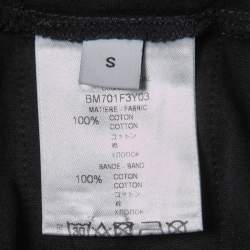 S
BM701F3Y03
MATIERE - FABRIC
100% COTON
COTTON
コットン
棉
ХЛОПОК
BANDE - BAND
100% COTON
COTTON
コットン
棉
ХЛОПОК